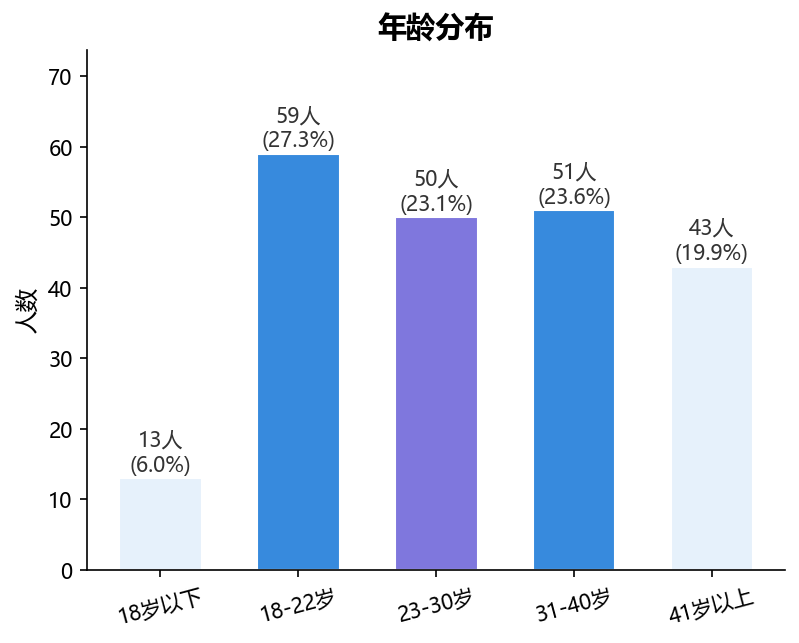 年龄分布
人数
70
60
50
40
30
20
10
0
13人
(6.0%)
59人
(27.3%)
50人
(23.1%)
51人
(23.6%)
43人
(19.9%)
18岁以下
18-22岁
23-30岁
31-40岁
41岁以上